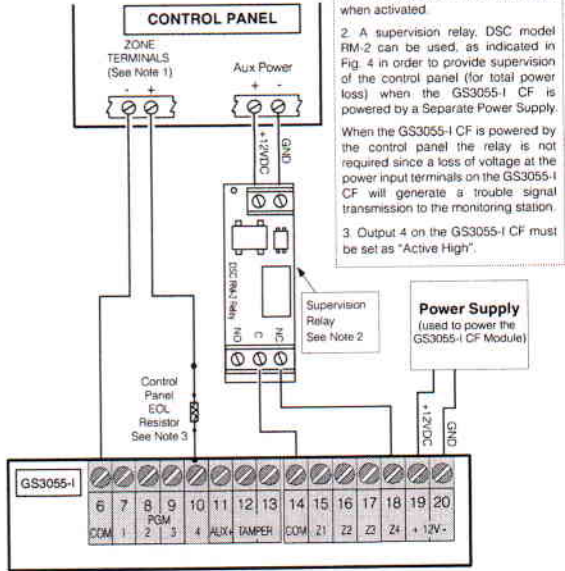 when activated.
2. A supervision relay, DSC model
RM-2 can be used, as indicated in
Fig. 4 in order to provide supervision
of the control panel (for total power
loss) when the GS3055-I CF is
powered by a Separate Power Supply.
When the GS3055-I CF is powered by
the control panel the relay is not
required since a loss of voltage at the
power input terminals on the GS3055-I
CF will generate a trouble signal
transmission to the monitoring station.
3. Output 4 on the GS3055-I CF must
be set as "Active High".
CONTROL PANEL
ZONE
TERMINALS
(See Note 1)
- +
Aux Power
+ -
+12VDC
GND
DSC RM-2 Relay
NO C NC
Supervision
Relay
See Note 2
Power Supply
(used to power the
GS3055-I CF Module)
+12VDC
GND
Control
Panel
EOL
Resistor
See Note 3
GS3055-I
6 7 8 9 10 11 12 13 14 15 16 17 18 19 20
PGM
COM 1 2 3 4 AUX+ TAMPER COM Z1 Z2 Z3 Z4 + 12V -